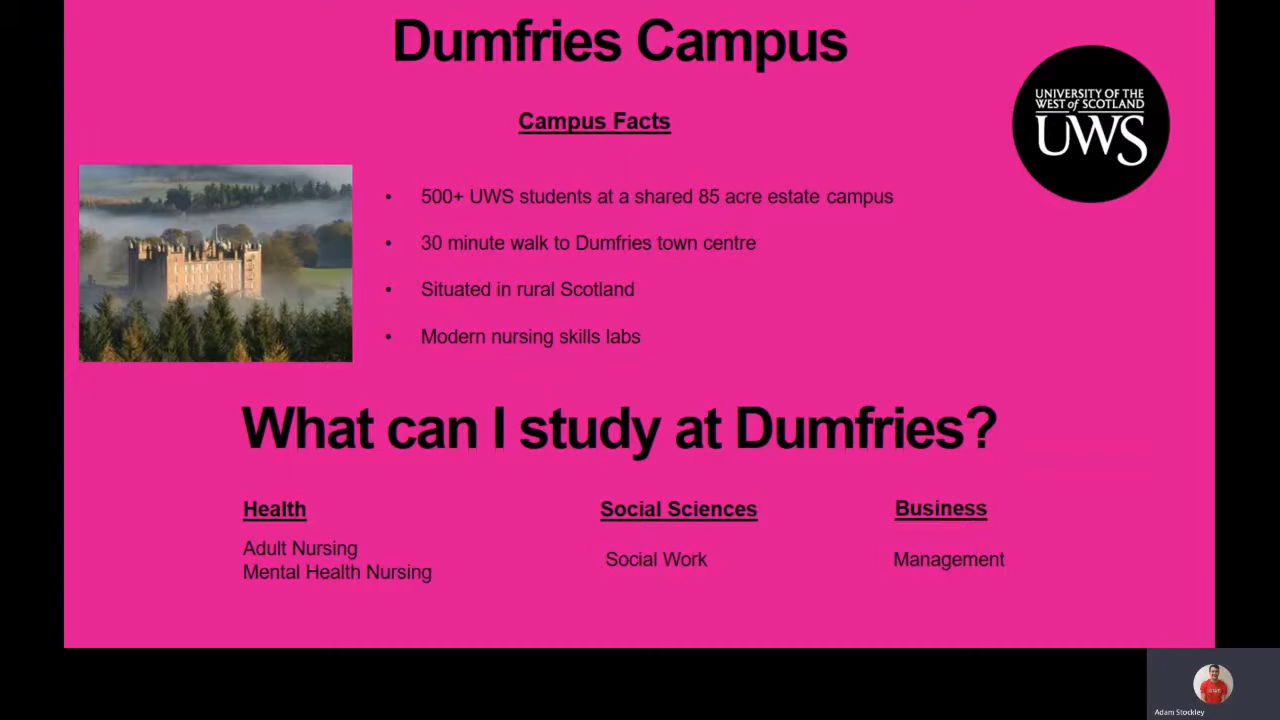 Dumfries Campus
UNIVERSITY OF THE
WEST of SCOTLAND
UWS
Campus Facts
• 500+ UWS students at a shared 85 acre estate campus
• 30 minute walk to Dumfries town centre
• Situated in rural Scotland
• Modern nursing skills labs
What can I study at Dumfries?
Health
Adult Nursing
Mental Health Nursing
Social Sciences
Social Work
Business
Management
Adam Stockley